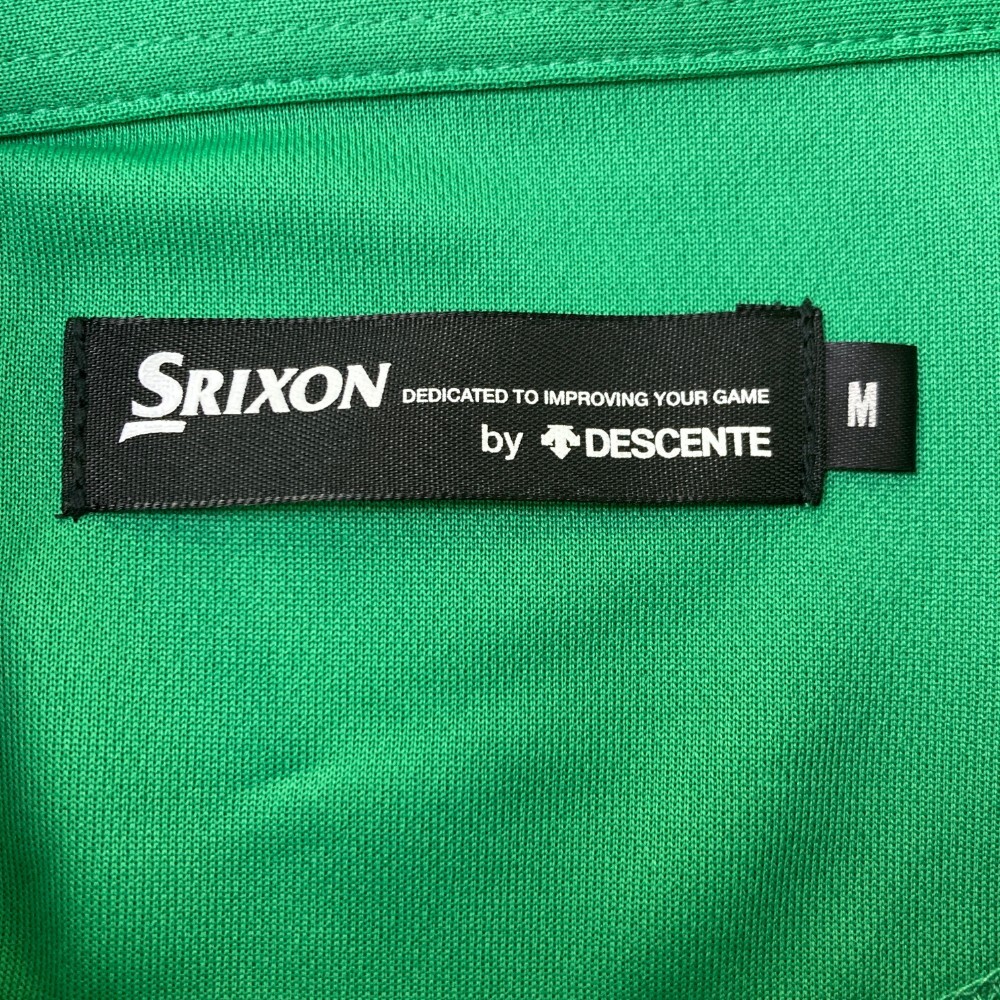 SRIXON DEDICATED TO IMPROVING YOUR GAME
by DESCENTE
M